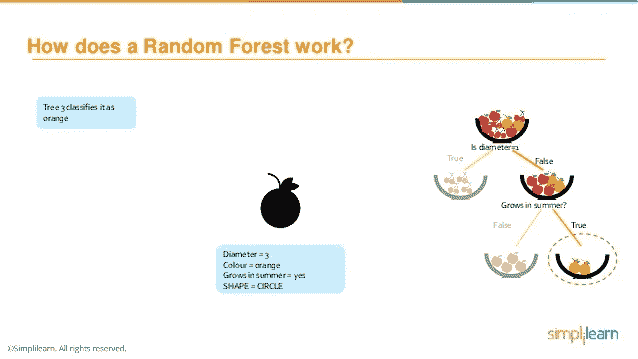 How does a Random Forest work?
Tree 3 classifies it as
orange
Is diameter=1
True
False
Grows in summer?
False
True
Diameter = 3
Colour = orange
Grows in summer = yes
SHAPE = CIRCLE
©Simplilearn. All rights reserved.
simplilearn